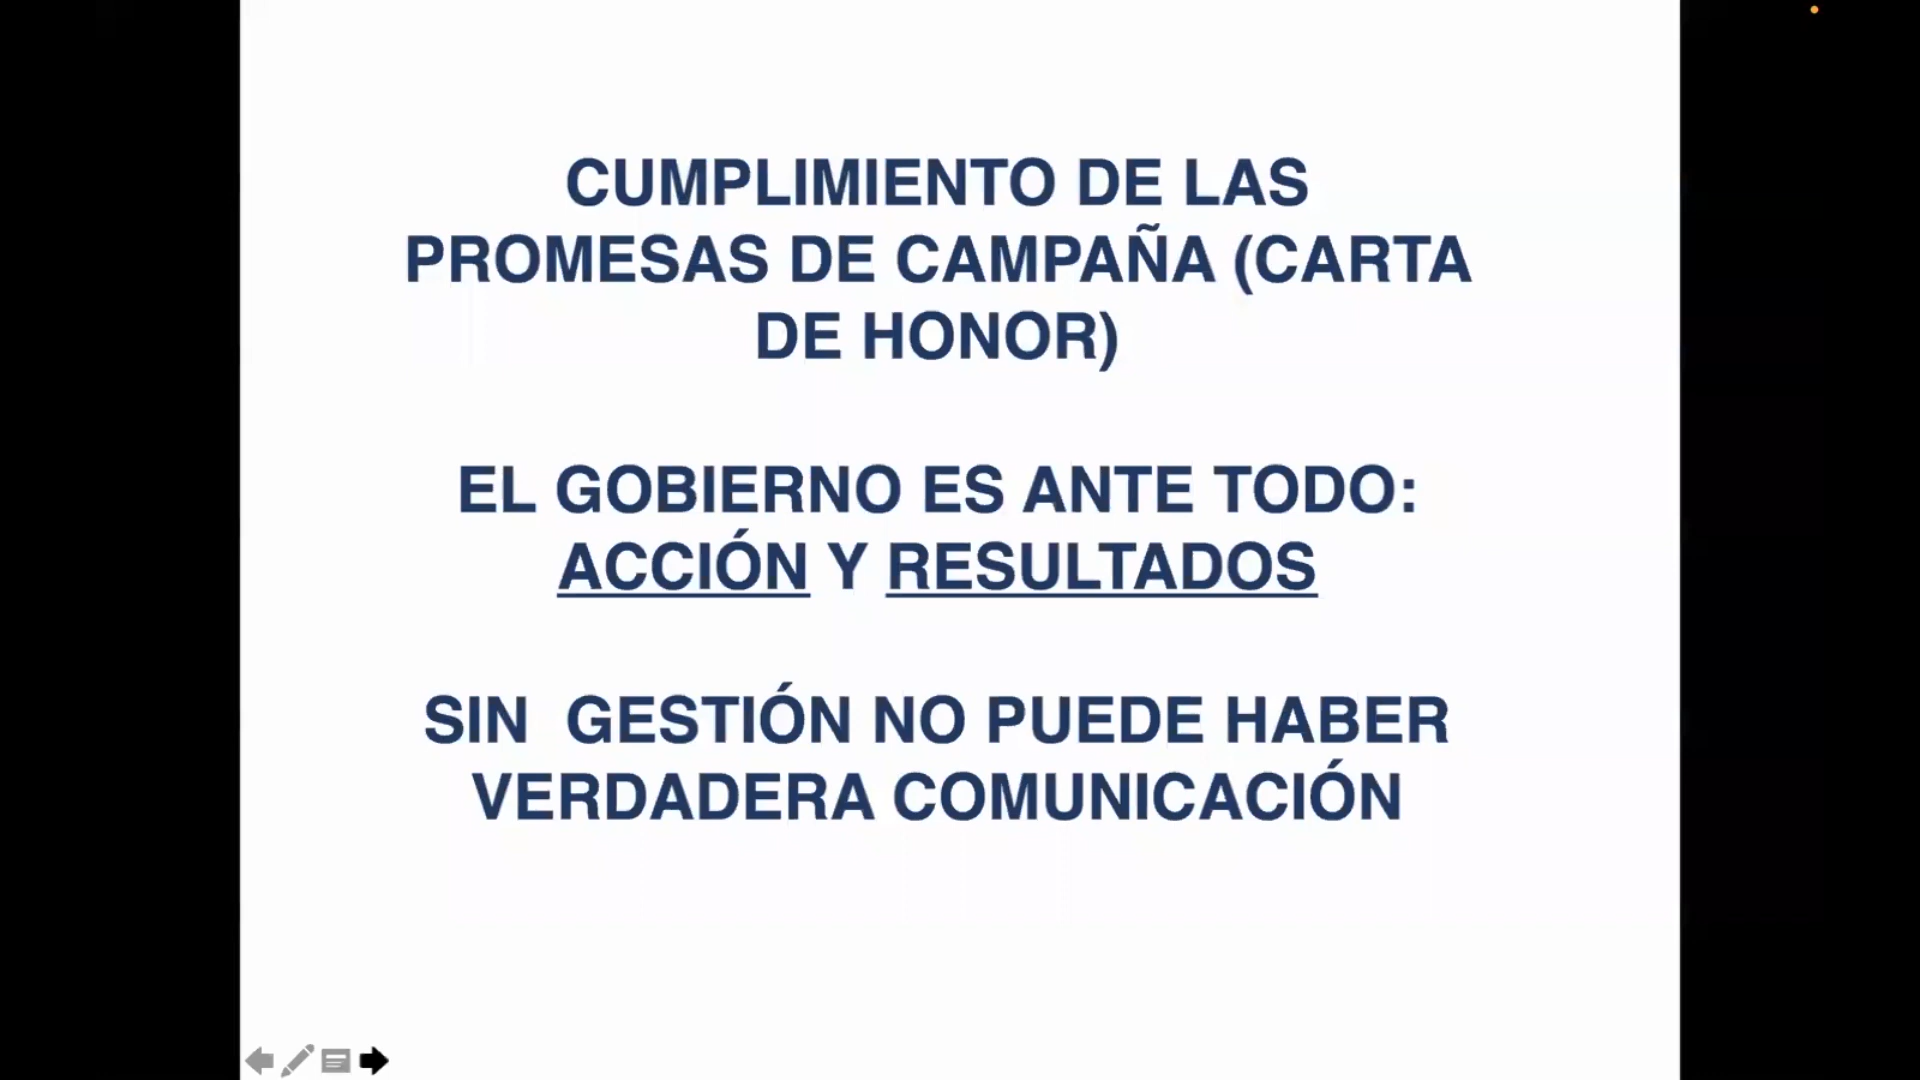 CUMPLIMIENTO DE LAS
PROMESAS DE CAMPAÑA (CARTA
DE HONOR)
EL GOBIERNO ES ANTE TODO:
ACCIÓN Y RESULTADOS
SIN  GESTIÓN NO PUEDE HABER
VERDADERA COMUNICACIÓN